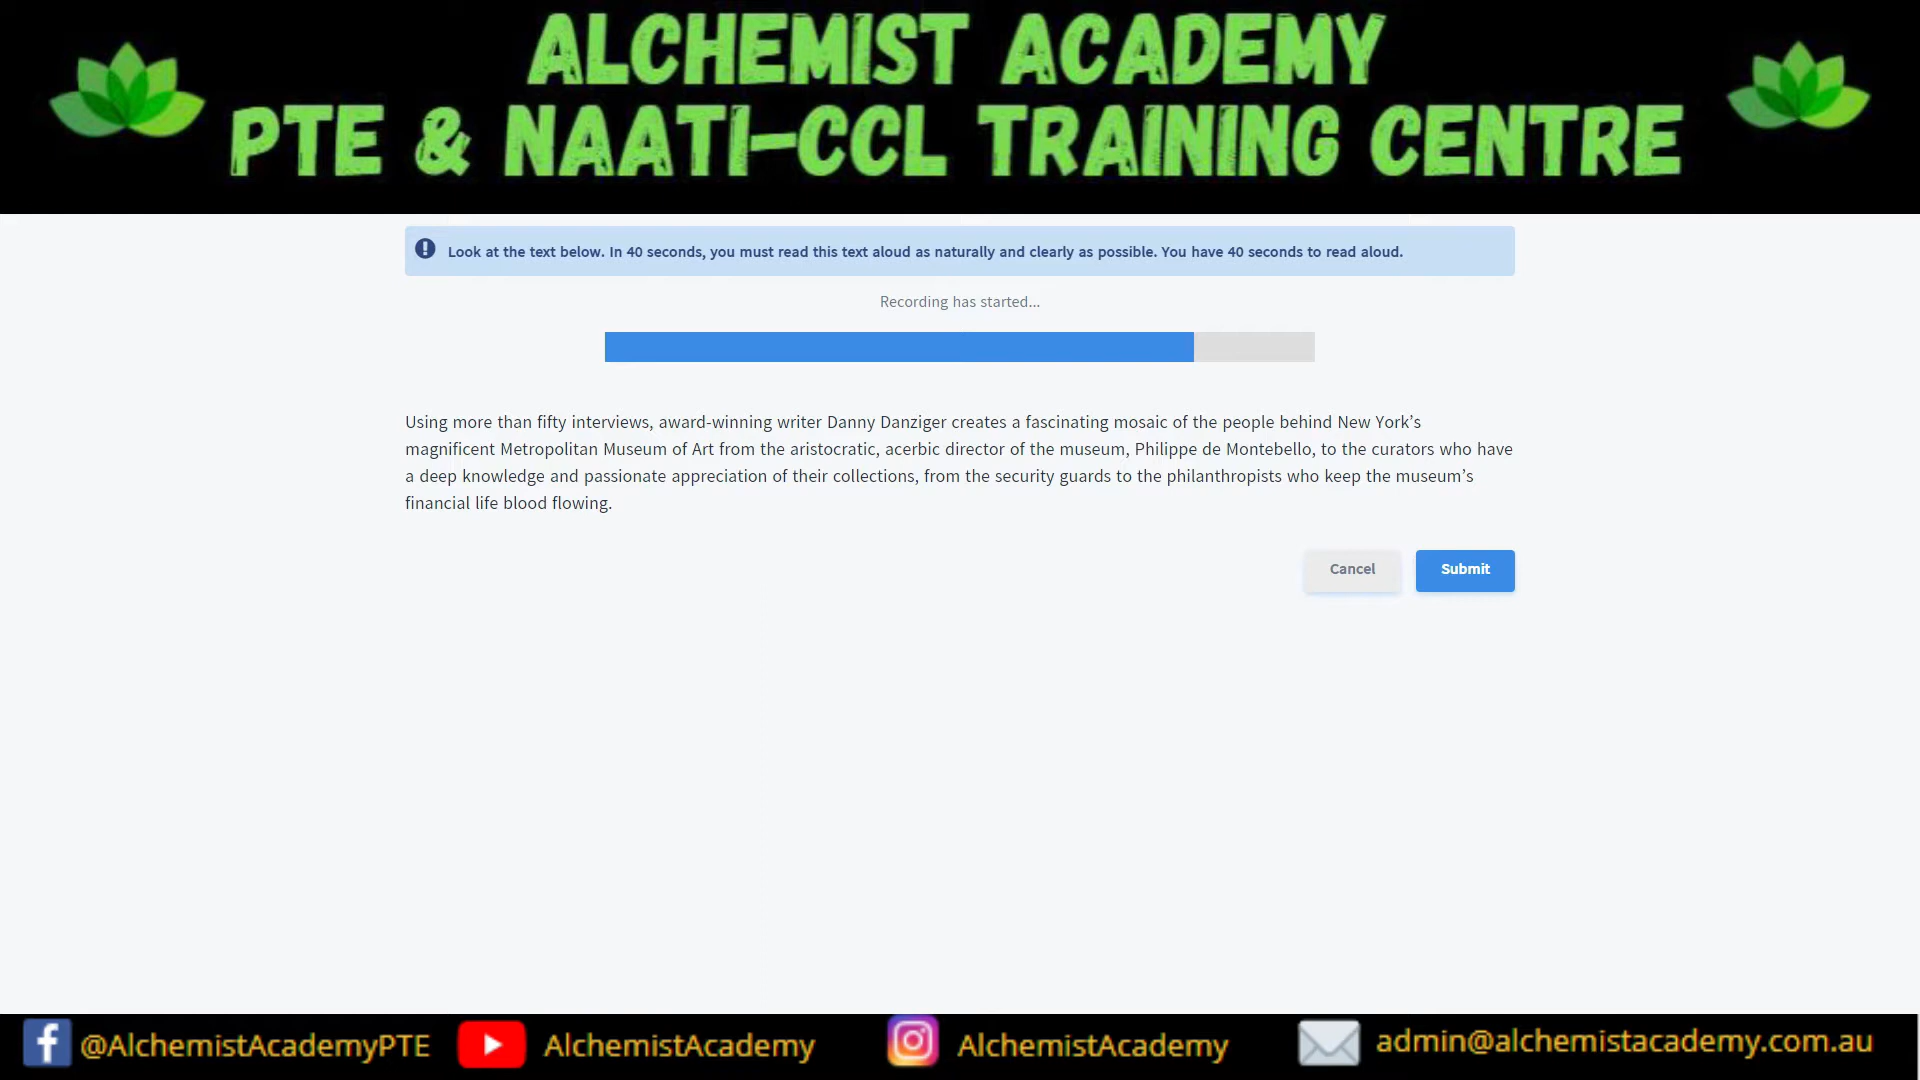 ALCHEMIST ACADEMY
PTE & NAATI-CCL TRAINING CENTRE
Look at the text below. In 40 seconds, you must read this text aloud as naturally and clearly as possible. You have 40 seconds to read aloud.
Recording has started...
Using more than fifty interviews, award-winning writer Danny Danziger creates a fascinating mosaic of the people behind New York’s
magnificent Metropolitan Museum of Art from the aristocratic, acerbic director of the museum, Philippe de Montebello, to the curators who have
a deep knowledge and passionate appreciation of their collections, from the security guards to the philanthropists who keep the museum’s
financial life blood flowing.
Cancel Submit
@AlchemistAcademyPTE AlchemistAcademy AlchemistAcademy admin@alchemistacademy.com.au